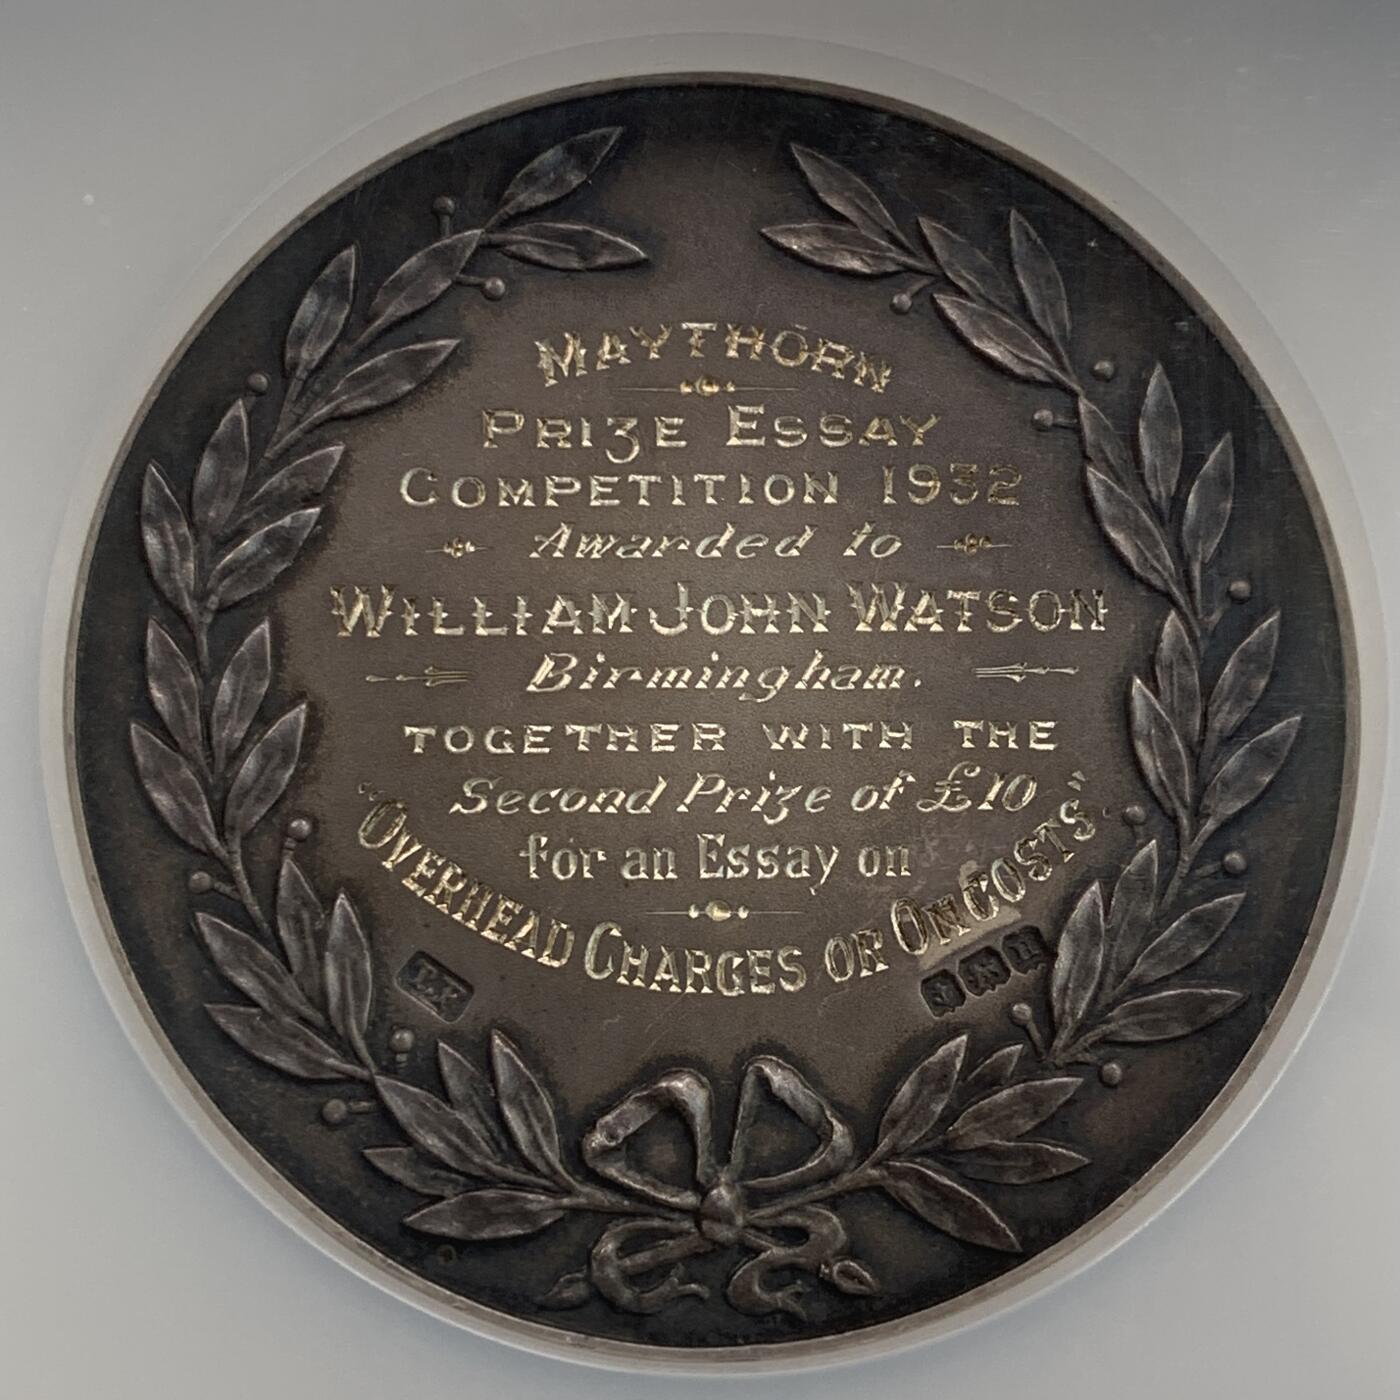 MAYTHORN
PRIZE ESSAY
COMPETITION 1932
Awarded to
WILLIAM JOHN WATSON
Birmingham.
TOGETHER WITH THE
Second Prize of £10
for an Essay on
"OVERHEAD CHARGES OR ONCOSTS"